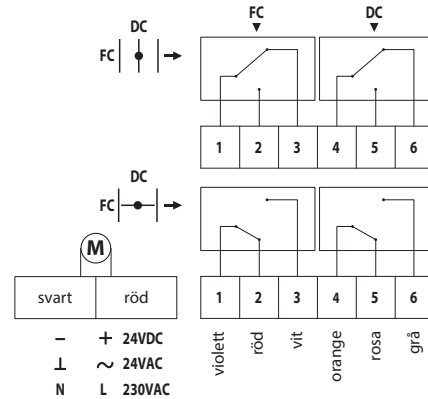 FC DC
DC
FC
1 2 3 4 5 6
DC
FC
M
svart röd
1 2 3 4 5 6
− + 24VDC
⊥ ~ 24VAC
N L 230VAC
violett
röd
vit
orange
rosa
grå